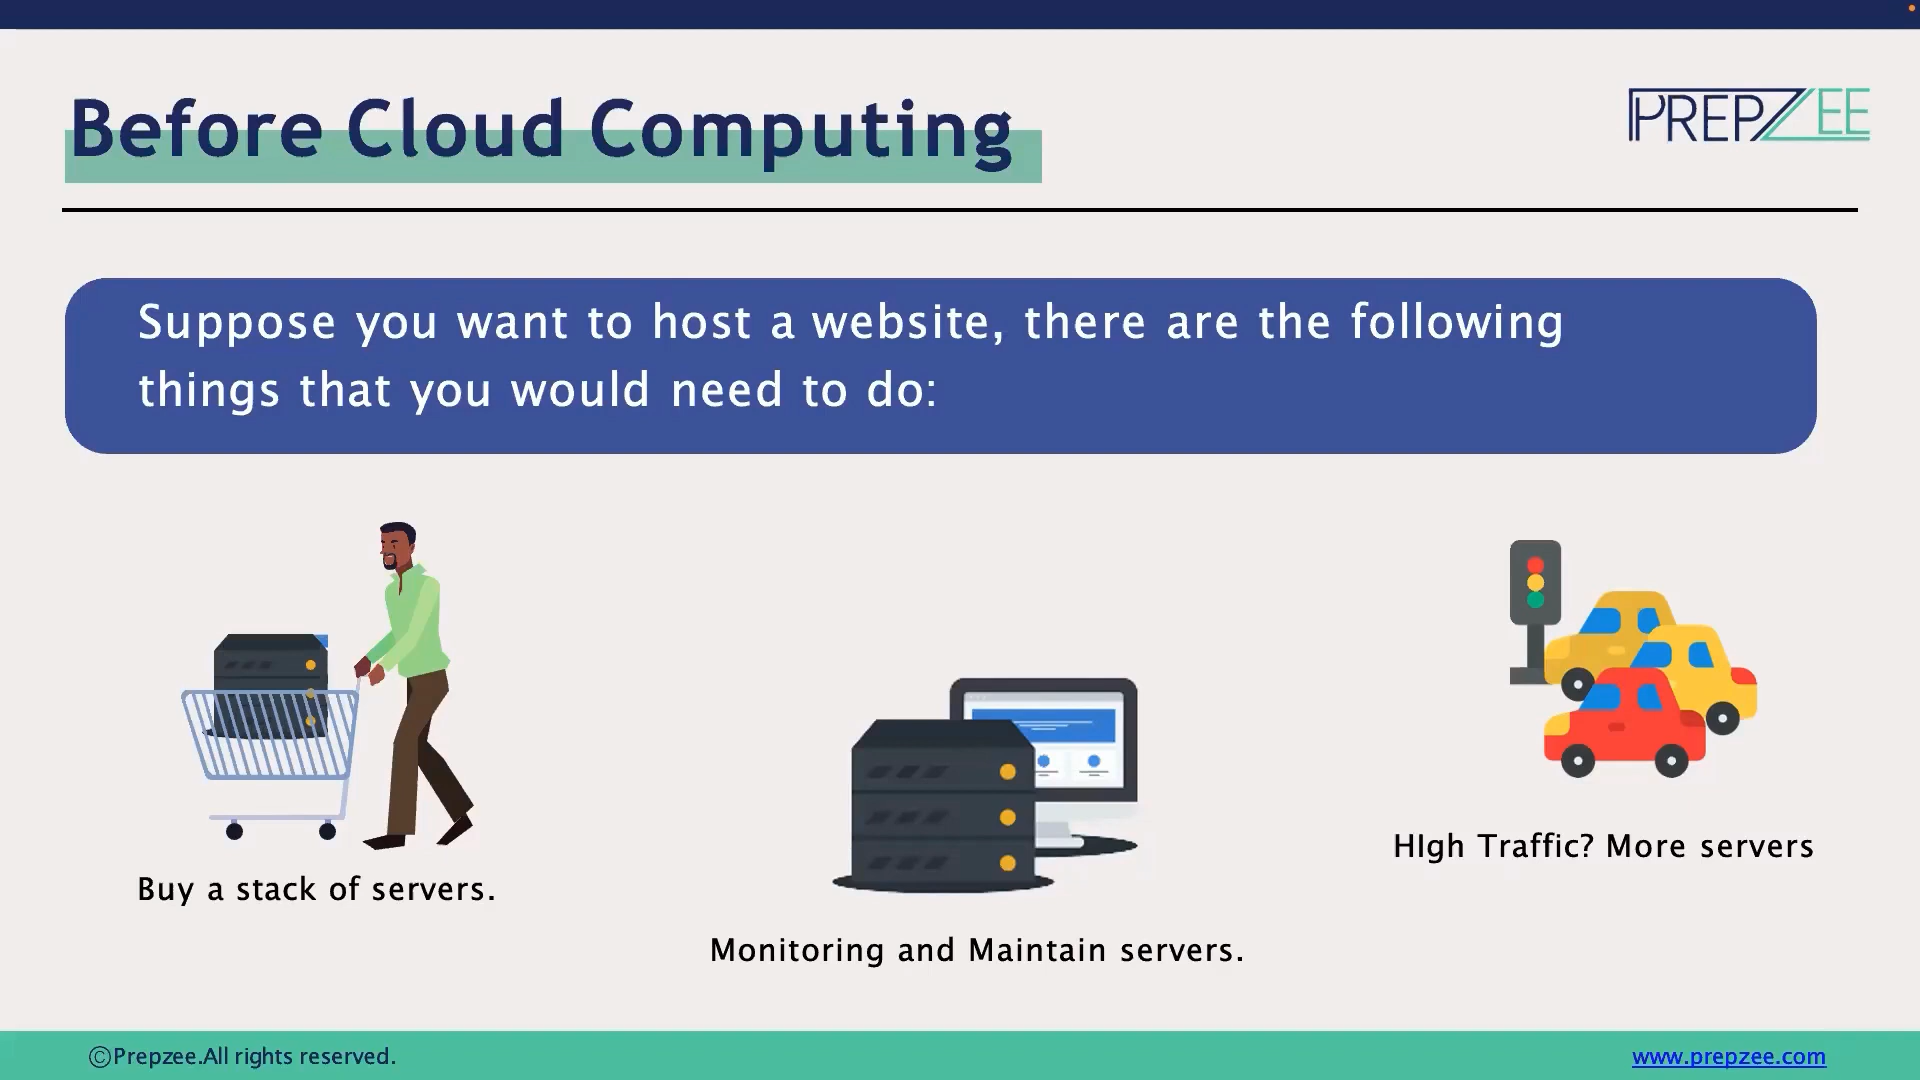 Before Cloud Computing
PREPZEE
Suppose you want to host a website, there are the following
things that you would need to do:
Buy a stack of servers.
Monitoring and Maintain servers.
HIgh Traffic? More servers
©Prepzee.All rights reserved.
www.prepzee.com